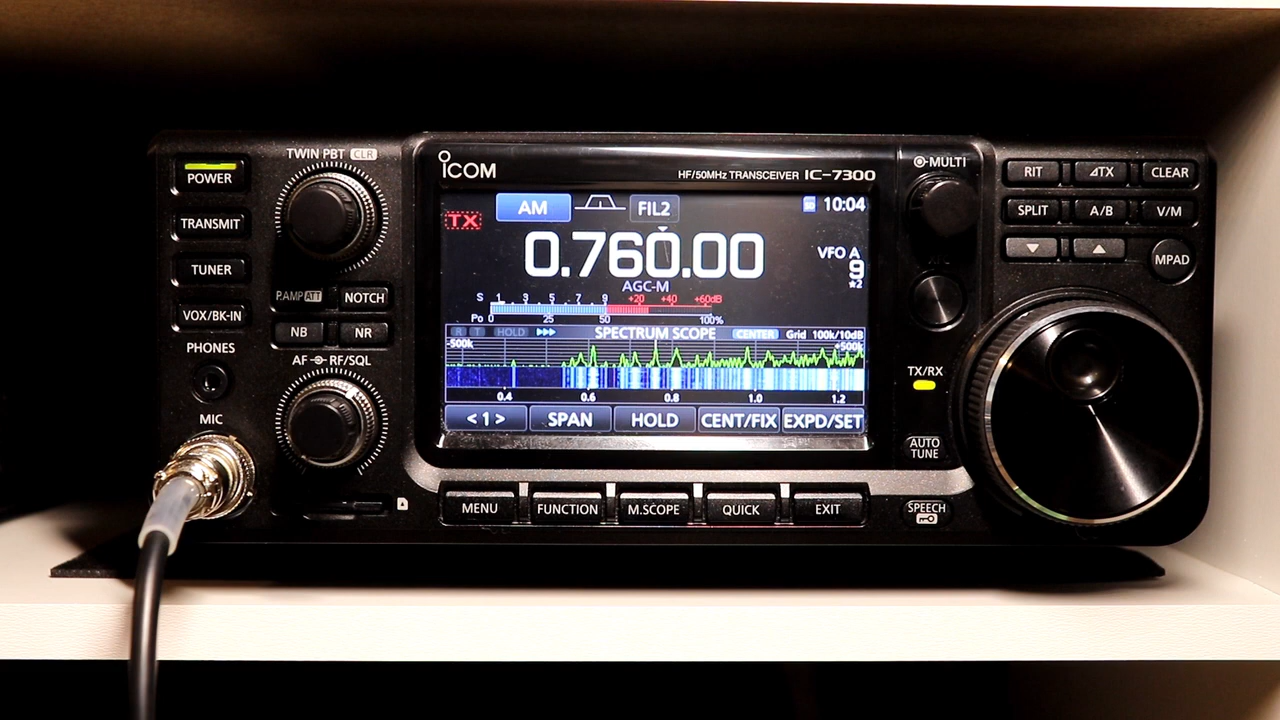 POWER
TRANSMIT
TUNER
VOX/BK-IN
PHONES
MIC
TWIN PBT CLR
P.AMP ATT NOTCH
NB NR
AF RF/SQL
ICOM
HF/50MHz TRANSCEIVER IC-7300
TX AM FIL2 10:04
0.760.00
VFO A
9
★2
AGC-M
S 1 3 5 7 9 +20 +40 +60dB
Po 0 25 50 100%
R T HOLD SPECTRUM SCOPE CENTER Grid 100k/10dB
-500k +500k
0.4 0.6 0.8 1.0 1.2
< 1 > SPAN HOLD CENT/FIX EXPD/SET
MENU FUNCTION M.SCOPE QUICK EXIT
MULTI
TX/RX
AUTO
TUNE
SPEECH
RIT ⊿TX CLEAR
SPLIT A/B V/M
▼ ▲ MPAD